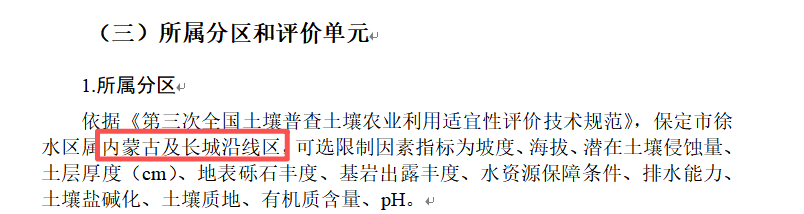 （三）所属分区和评价单元
1.所属分区
依据《第三次全国土壤普查土壤农业利用适宜性评价技术规范》，保定市徐
水区属内蒙古及长城沿线区，可选限制因素指标为坡度、海拔、潜在土壤侵蚀量、
土层厚度（cm）、地表砾石丰度、基岩出露丰度、水资源保障条件、排水能力、
土壤盐碱化、土壤质地、有机质含量、pH。